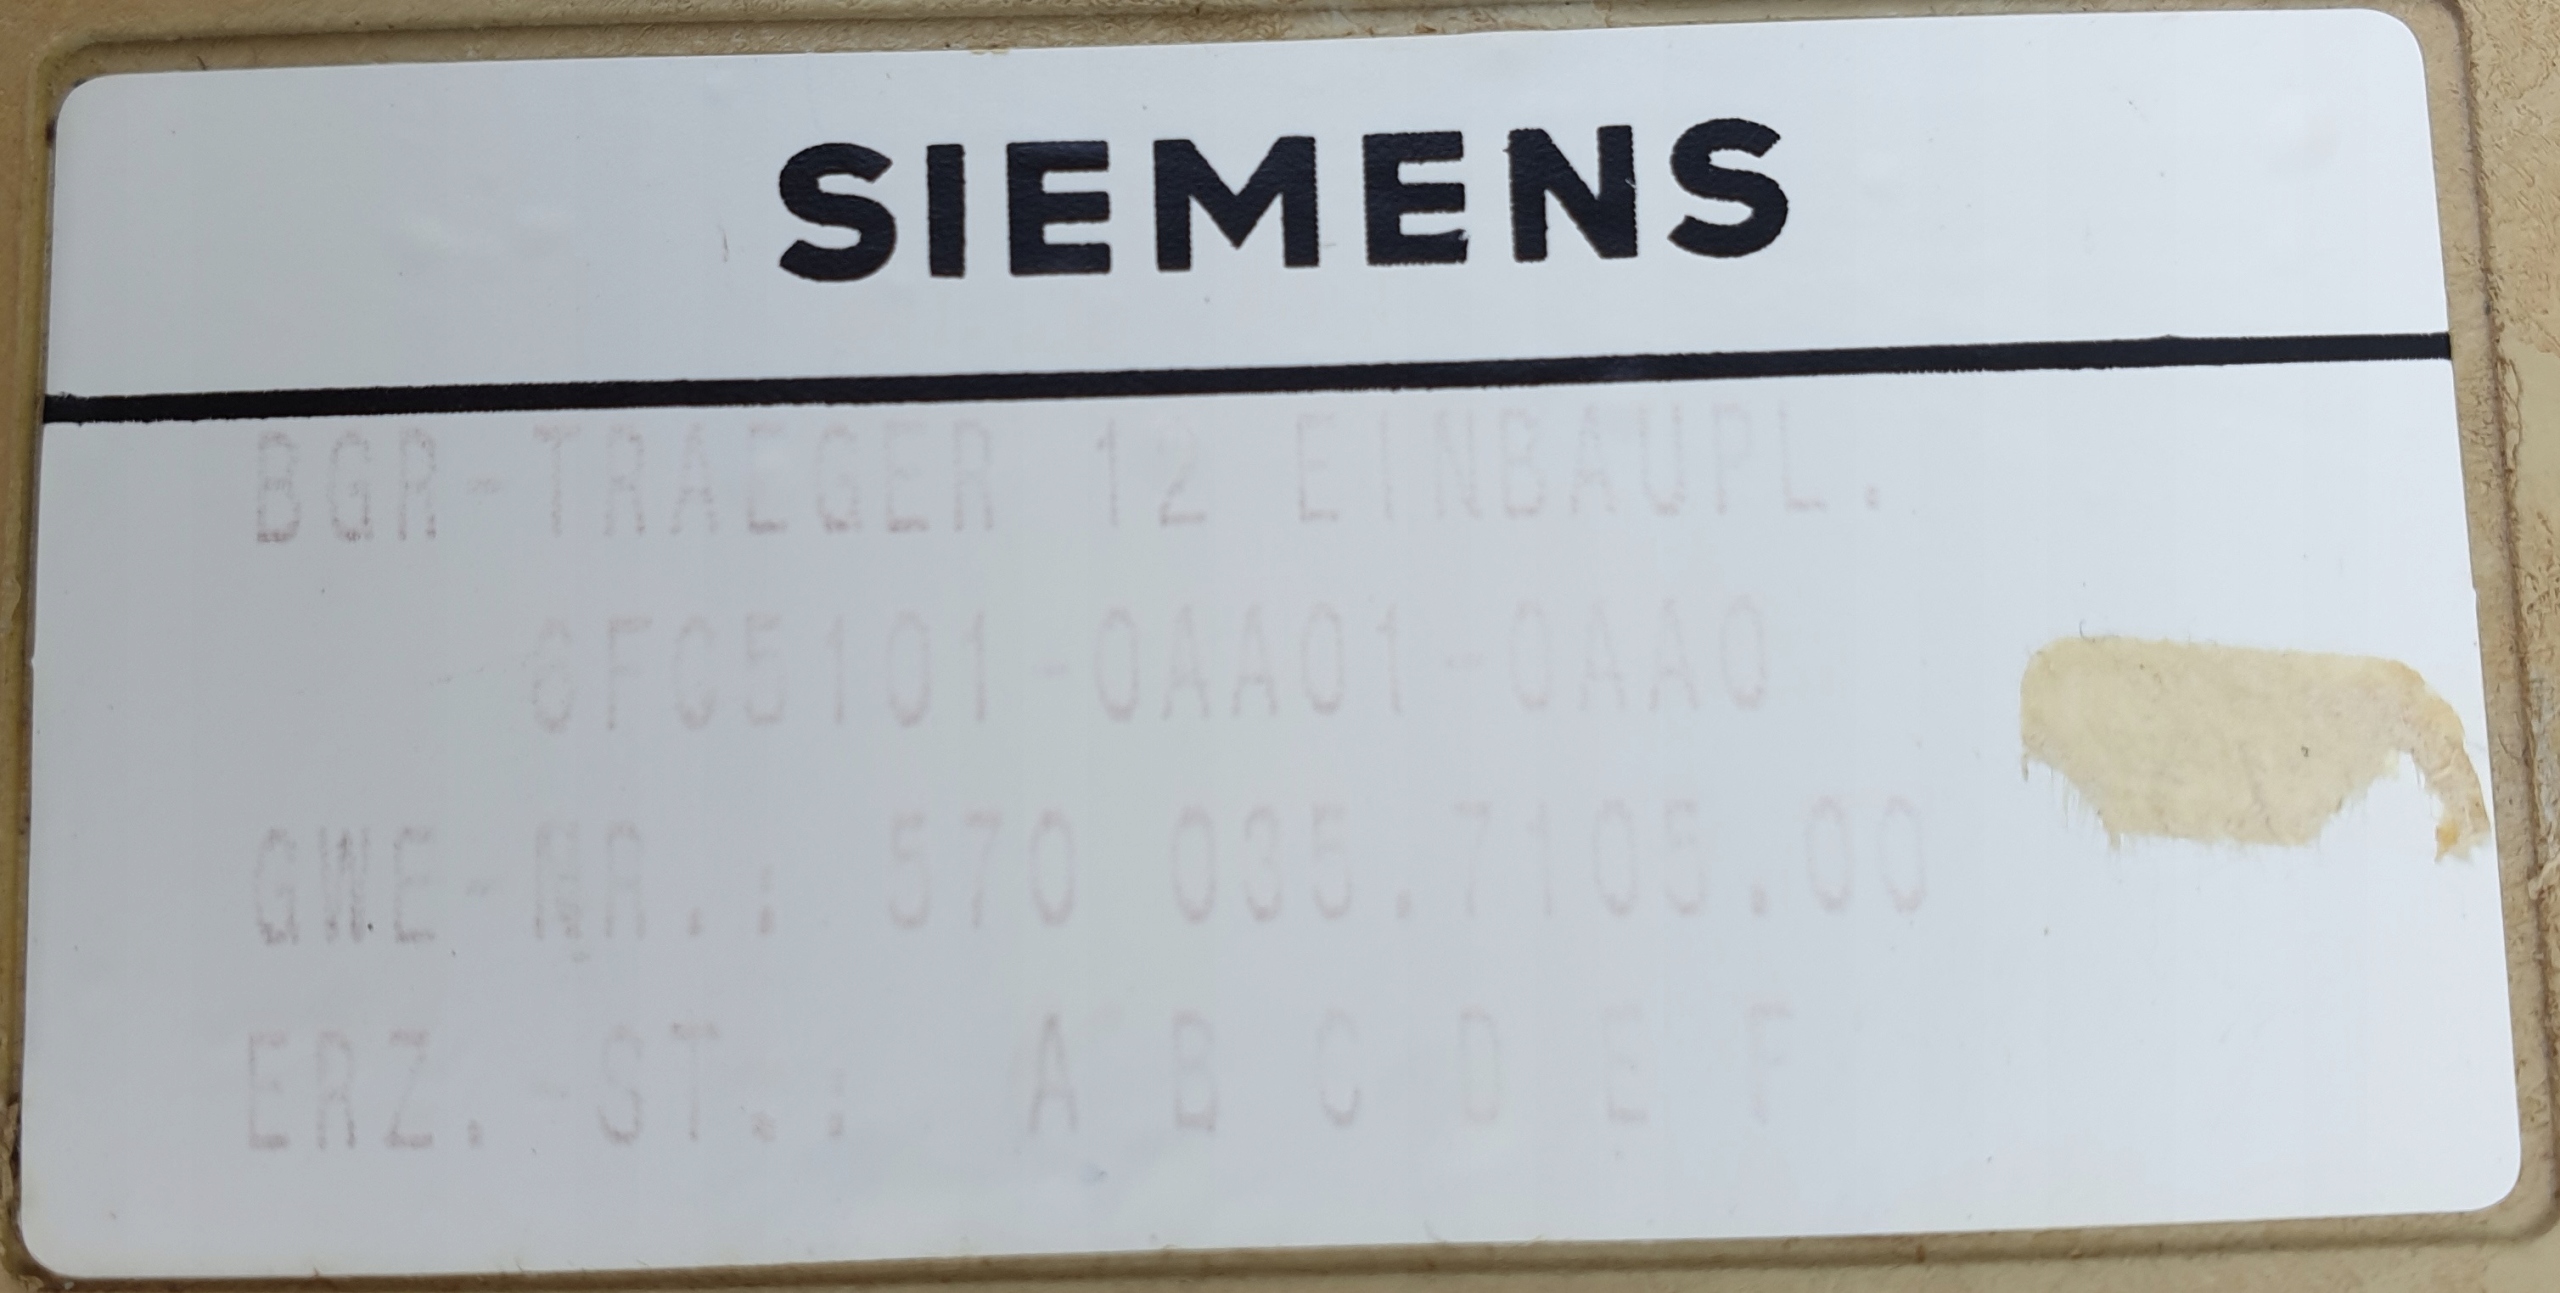 SIEMENS
BGR-TRAEGER 12 EINBAUPL.
6FC5101-0AA01-0AA0
GWE-NR.: 570 035.7105.00
ERZ.-ST.: A B C D E F